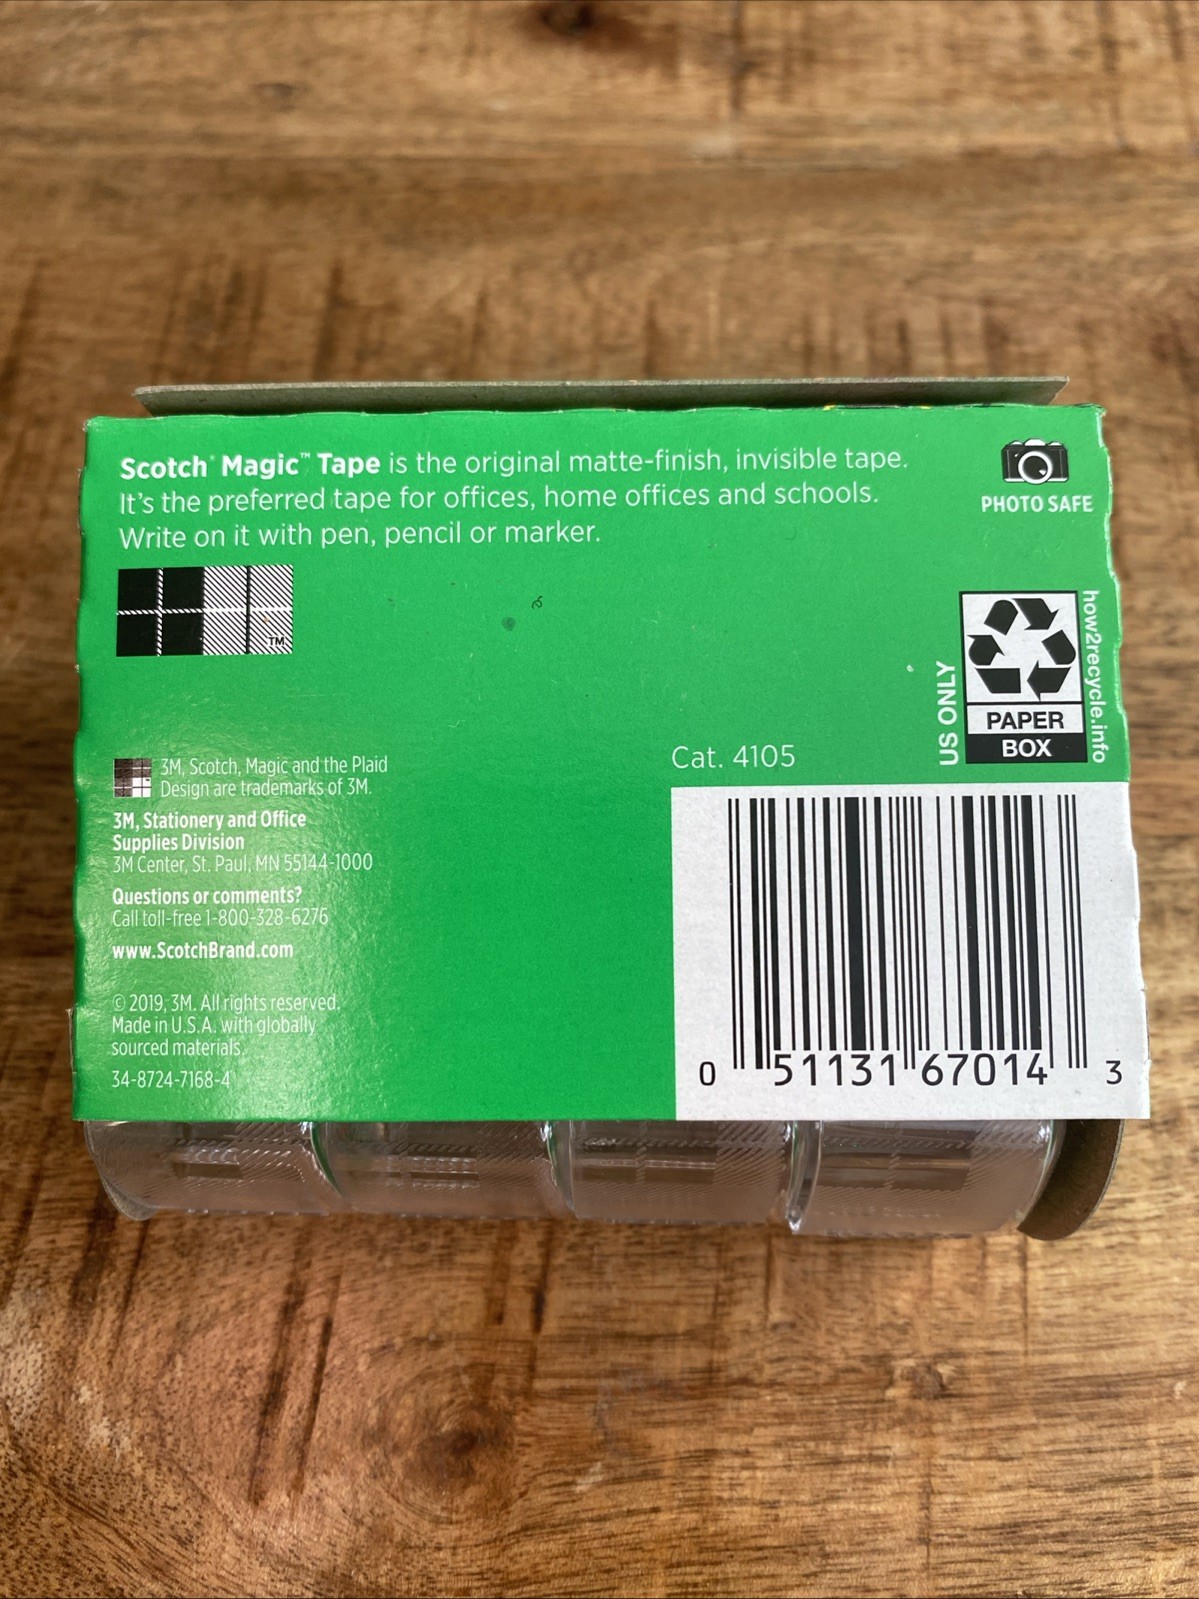 Scotch® Magic™ Tape is the original matte-finish, invisible tape.
It's the preferred tape for offices, home offices and schools.
Write on it with pen, pencil or marker.
PHOTO SAFE
TM
US ONLY
how2recycle.info
PAPER
BOX
Cat. 4105
3M, Scotch, Magic and the Plaid
Design are trademarks of 3M.
3M, Stationery and Office
Supplies Division
3M Center, St. Paul, MN 55144-1000
Questions or comments?
Call toll-free 1-800-328-6276
www.ScotchBrand.com
© 2019, 3M. All rights reserved.
Made in U.S.A. with globally
sourced materials.
34-8724-7168-4
0 51131 67014 3